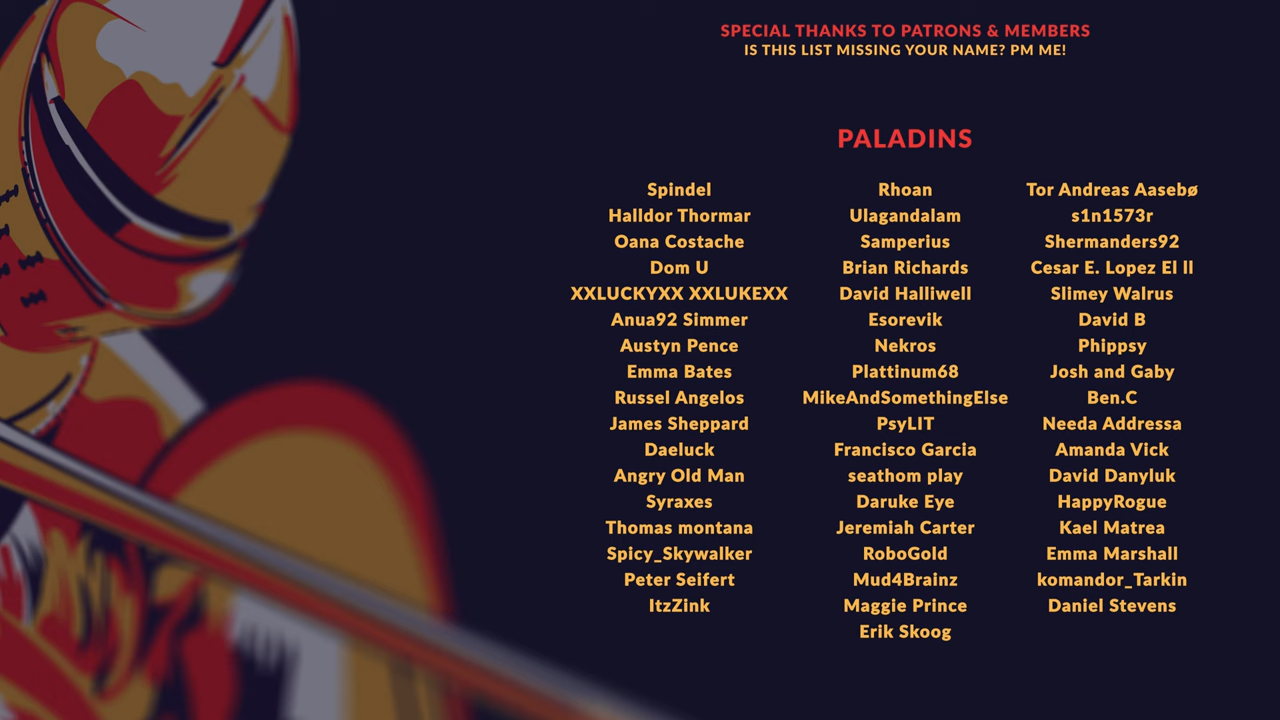 SPECIAL THANKS TO PATRONS & MEMBERS
IS THIS LIST MISSING YOUR NAME? PM ME!
PALADINS
Spindel
Halldor Thormar
Oana Costache
Dom U
XXLUCKYXX XXLUKEXX
Anua92 Simmer
Austyn Pence
Emma Bates
Russel Angelos
James Sheppard
Daeluck
Angry Old Man
Syraxes
Thomas montana
Spicy_Skywalker
Peter Seifert
ItzZink
Rhoan
Ulagandalam
Samperius
Brian Richards
David Halliwell
Esorevik
Nekros
Plattinum68
MikeAndSomethingElse
PsyLIT
Francisco Garcia
seathom play
Daruke Eye
Jeremiah Carter
RoboGold
Mud4Brainz
Maggie Prince
Erik Skoog
Tor Andreas Aasebø
s1n1573r
Shermanders92
Cesar E. Lopez El ll
Slimey Walrus
David B
Phippsy
Josh and Gaby
Ben.C
Needa Addressa
Amanda Vick
David Danyluk
HappyRogue
Kael Matrea
Emma Marshall
komandor_Tarkin
Daniel Stevens